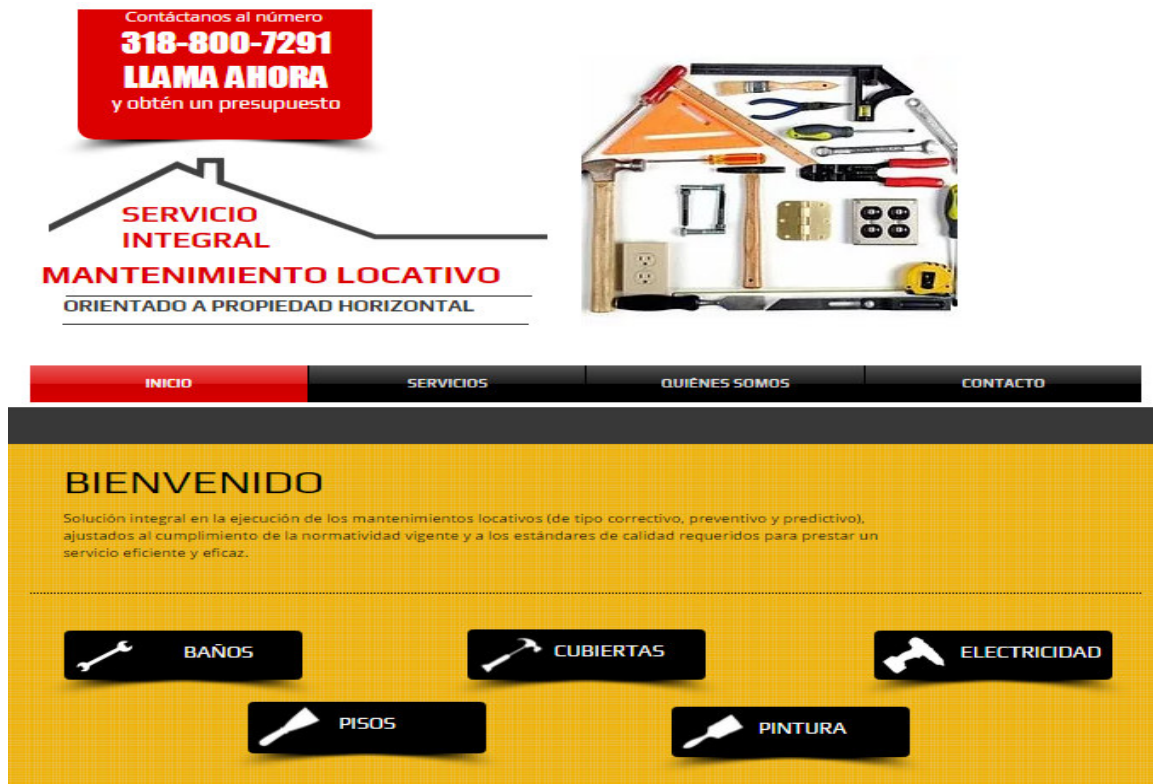 Contáctanos al número
318-800-7291
LLAMA AHORA
y obtén un presupuesto
SERVICIO
INTEGRAL
MANTENIMIENTO LOCATIVO
ORIENTADO A PROPIEDAD HORIZONTAL
INICIO SERVICIOS QUIÉNES SOMOS CONTACTO
BIENVENIDO
Solución integral en la ejecución de los mantenimientos locativos (de tipo correctivo, preventivo y predictivo),
ajustados al cumplimiento de la normatividad vigente y a los estándares de calidad requeridos para prestar un
servicio eficiente y eficaz.
BAÑOS CUBIERTAS ELECTRICIDAD
PISOS PINTURA